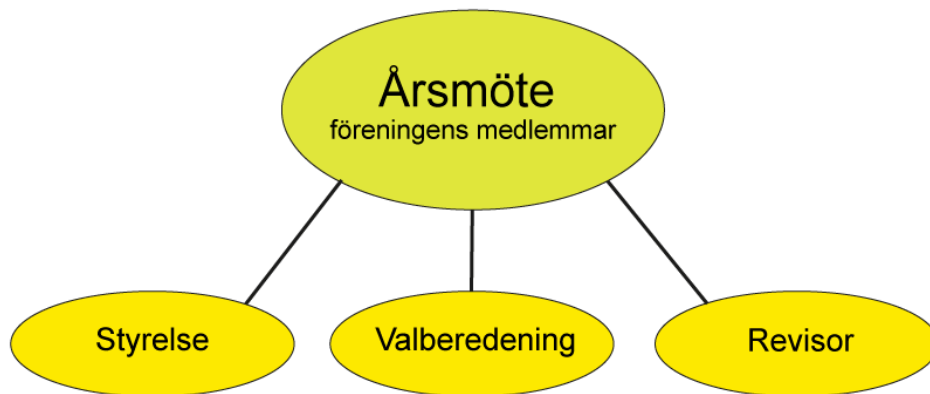 Årsmöte
föreningens medlemmar
Styrelse
Valberedening
Revisor